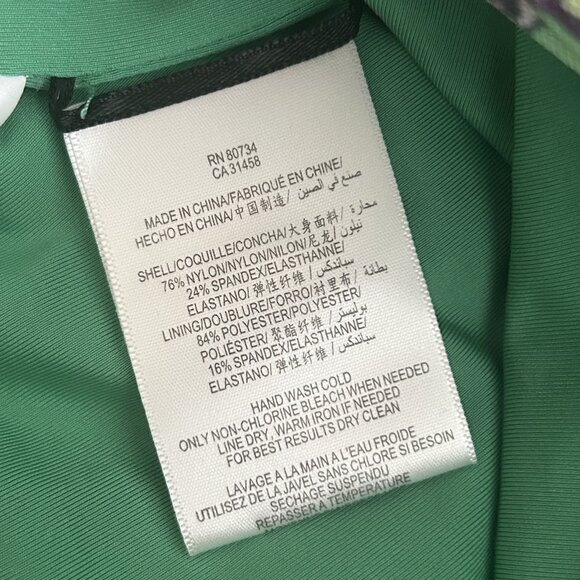 RN 80734
CA 31458
MADE IN CHINA/FABRIQUÉ EN CHINE/
HECHO EN CHINA/中国制造/ صنع في الصين/
SHELL/COQUILLE/CONCHA/大身面料/ محارة/
76% NYLON/NYLON/NILON/尼龙/ نيلون/
24% SPANDEX/ELASTHANNE/
ELASTANO/ 弹性纤维/ سباندكس/
LINING/DOUBLURE/FORRO/衬里布/ بطانة/
84% POLYESTER/POLYESTER/
POLIÉSTER/ 聚酯纤维/ بوليستر/
16% SPANDEX/ELASTHANNE/
ELASTANO/ 弹性纤维/ سباندكس/
HAND WASH COLD
ONLY NON-CHLORINE BLEACH WHEN NEEDED
LINE DRY, WARM IRON IF NEEDED
FOR BEST RESULTS DRY CLEAN
LAVAGE A LA MAIN A L'EAU FROIDE
UTILISEZ DE LA JAVEL SANS CHLORE SI BESOIN
SECHAGE SUSPENDU
REPASSER A TEMPERATURE